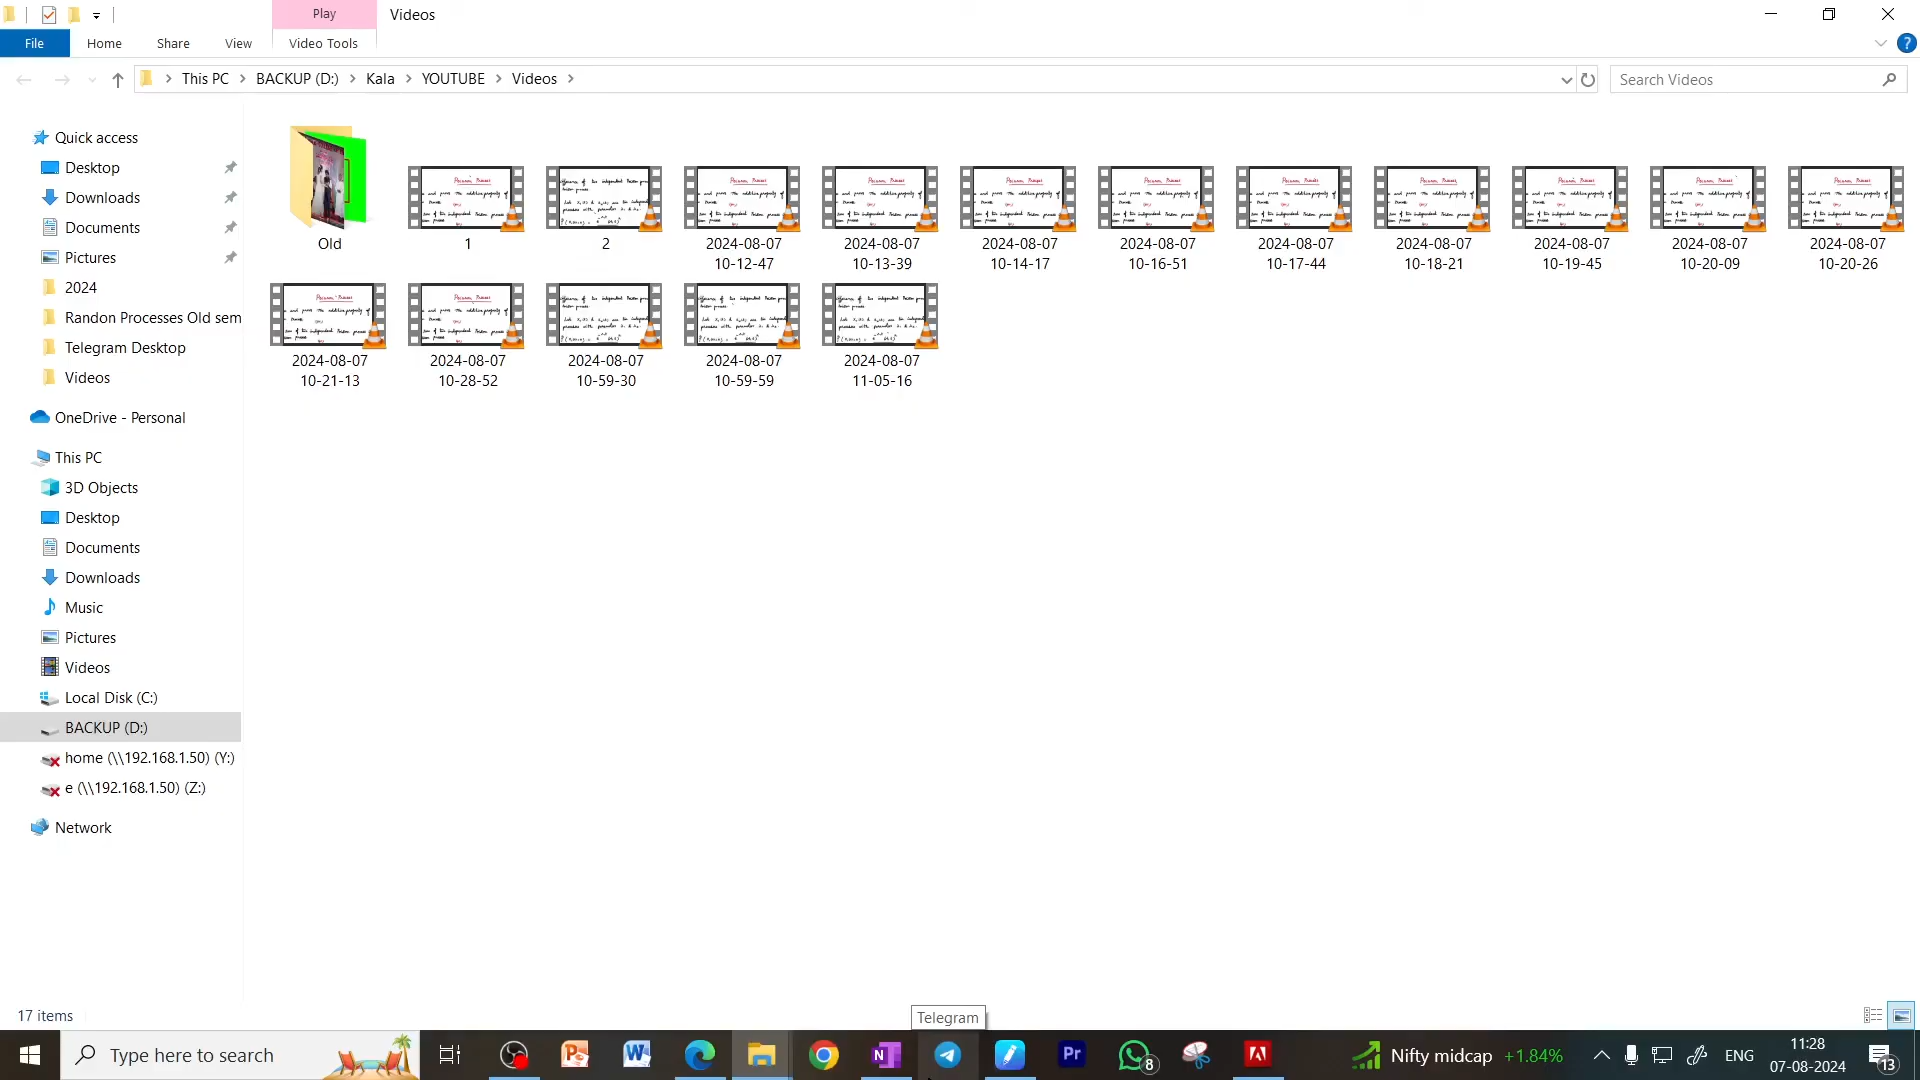 Play
Videos
File
Home
Share
View
Video Tools
This PC
BACKUP (D:)
Kala
YOUTUBE
Videos
Search Videos
Quick access
Desktop
Downloads
Documents
Pictures
2024
Randon Processes Old sem
Telegram Desktop
Videos
OneDrive - Personal
This PC
3D Objects
Desktop
Documents
Downloads
Music
Pictures
Videos
Local Disk (C:)
BACKUP (D:)
home (\\192.168.1.50) (Y:)
e (\\192.168.1.50) (Z:)
Network
Old
1
2
2024-08-07
10-12-47
2024-08-07
10-13-39
2024-08-07
10-14-17
2024-08-07
10-16-51
2024-08-07
10-17-44
2024-08-07
10-18-21
2024-08-07
10-19-45
2024-08-07
10-20-09
2024-08-07
10-20-26
2024-08-07
10-21-13
2024-08-07
10-28-52
2024-08-07
10-59-30
2024-08-07
10-59-59
2024-08-07
11-05-16
17 items
Telegram
Type here to search
Pr
8
Nifty midcap +1.84%
ENG
11:28
07-08-2024
13